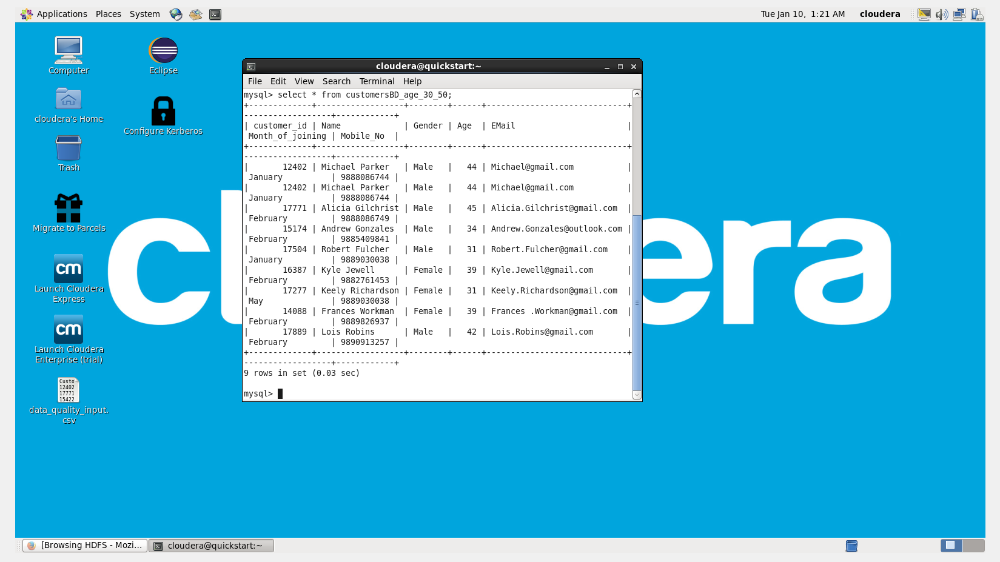 Applications Places System
Tue Jan 10, 1:21 AM cloudera
Computer
Eclipse
cloudera's Home
Configure Kerberos
Trash
Migrate to Parcels
cm
Launch Cloudera
Express
cm
Launch Cloudera
Enterprise (trial)
Custo
12402
17771
15422
data_quality_input.
csv
cl
era
cloudera@quickstart:~
File Edit View Search Terminal Help
mysql> select * from customersBD_age_30_50;
+-------------+------------------+--------+------+-----------------------------+
------------------+------------+
| customer_id | Name             | Gender | Age  | EMail                       |
 Month_of_joining | Mobile_No  |
+-------------+------------------+--------+------+-----------------------------+
------------------+------------+
|       12402 | Michael Parker   | Male   |   44 | Michael@gmail.com           |
 January          | 9888086744 |
|       12402 | Michael Parker   | Male   |   44 | Michael@gmail.com           |
 January          | 9888086744 |
|       17771 | Alicia Gilchrist | Male   |   45 | Alicia.Gilchrist@gmail.com  |
 February         | 9888086749 |
|       15174 | Andrew Gonzales  | Male   |   34 | Andrew.Gonzales@outlook.com |
 February         | 9885409841 |
|       17504 | Robert Fulcher   | Male   |   31 | Robert.Fulcher@gmail.com    |
 January          | 9889030038 |
|       16387 | Kyle Jewell      | Female |   39 | Kyle.Jewell@gmail.com       |
 February         | 9882761453 |
|       17277 | Keely Richardson | Female |   31 | Keely.Richardson@gmail.com  |
 May              | 9889030038 |
|       14088 | Frances Workman  | Female |   39 | Frances .Workman@gmail.com  |
 February         | 9889826937 |
|       17889 | Lois Robins      | Male   |   42 | Lois.Robins@gmail.com       |
 February         | 9890913257 |
+-------------+------------------+--------+------+-----------------------------+
------------------+------------+
9 rows in set (0.03 sec)
mysql>
[Browsing HDFS - Mozi...
cloudera@quickstart:~